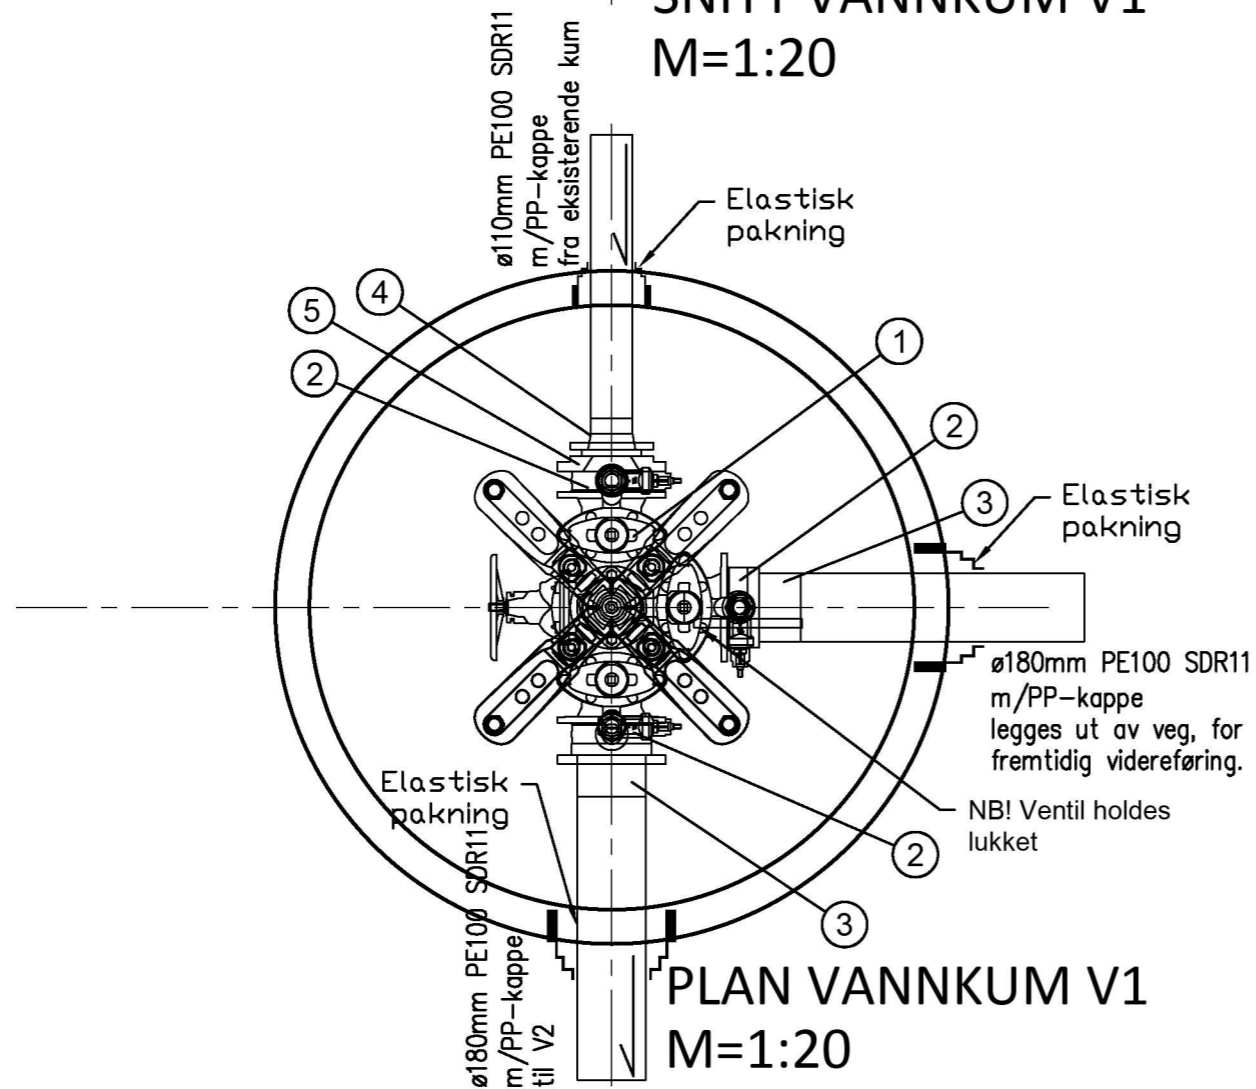 SNITT VANNKUM V1
M=1:20
ø110mm PE100 SDR11
m/PP-kappe
fra eksisterende kum
Elastisk
pakning
4
5
2
1
2
3
Elastisk
pakning
ø180mm PE100 SDR11
m/PP-kappe
legges ut av veg, for
fremtidig videreføring.
NB! Ventil holdes
lukket
Elastisk
pakning
2
3
ø180mm PE100 SDR11
m/PP-kappe
til V2
PLAN VANNKUM V1
M=1:20